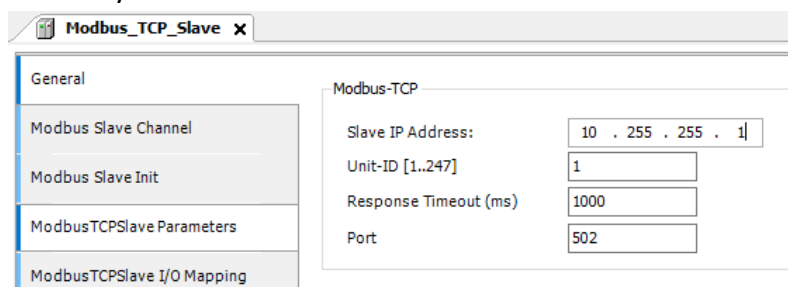 Modbus_TCP_Slave x
General
Modbus Slave Channel
Modbus Slave Init
ModbusTCPSlave Parameters
ModbusTCPSlave I/O Mapping
Modbus-TCP
Slave IP Address: 10 . 255 . 255 . 1
Unit-ID [1..247] 1
Response Timeout (ms) 1000
Port 502